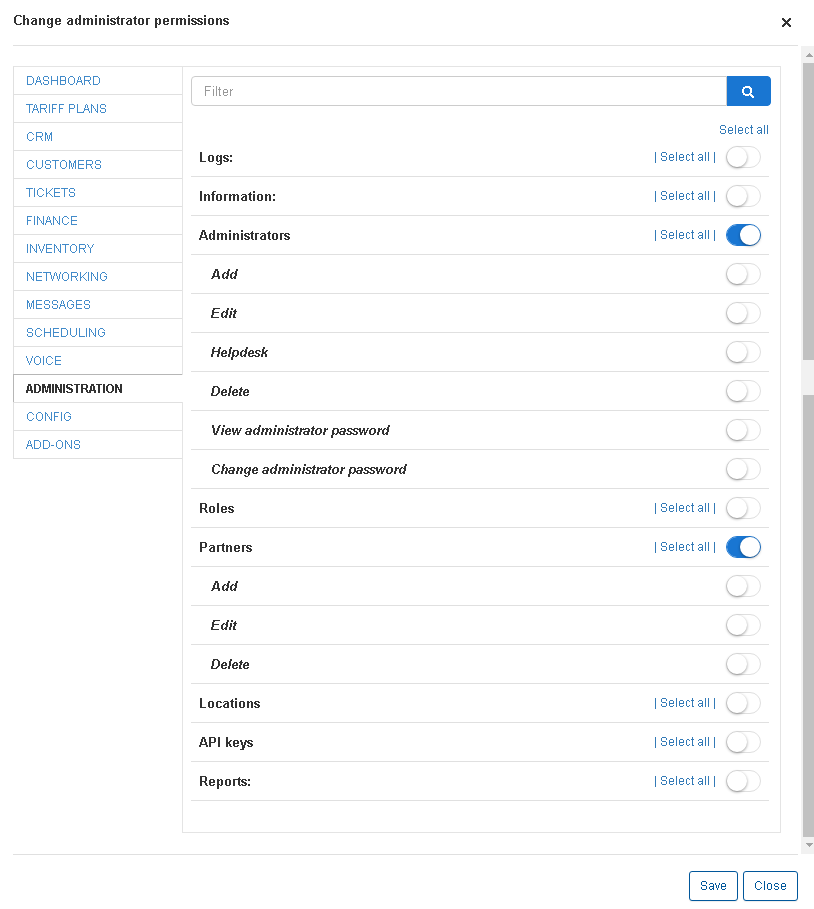 Change administrator permissions
DASHBOARD
TARIFF PLANS
CRM
CUSTOMERS
TICKETS
FINANCE
INVENTORY
NETWORKING
MESSAGES
SCHEDULING
VOICE
ADMINISTRATION
CONFIG
ADD-ONS
Filter
Select all
Logs: | Select all |
Information: | Select all |
Administrators | Select all |
Add
Edit
Helpdesk
Delete
View administrator password
Change administrator password
Roles | Select all |
Partners | Select all |
Add
Edit
Delete
Locations | Select all |
API keys | Select all |
Reports: | Select all |
Save Close